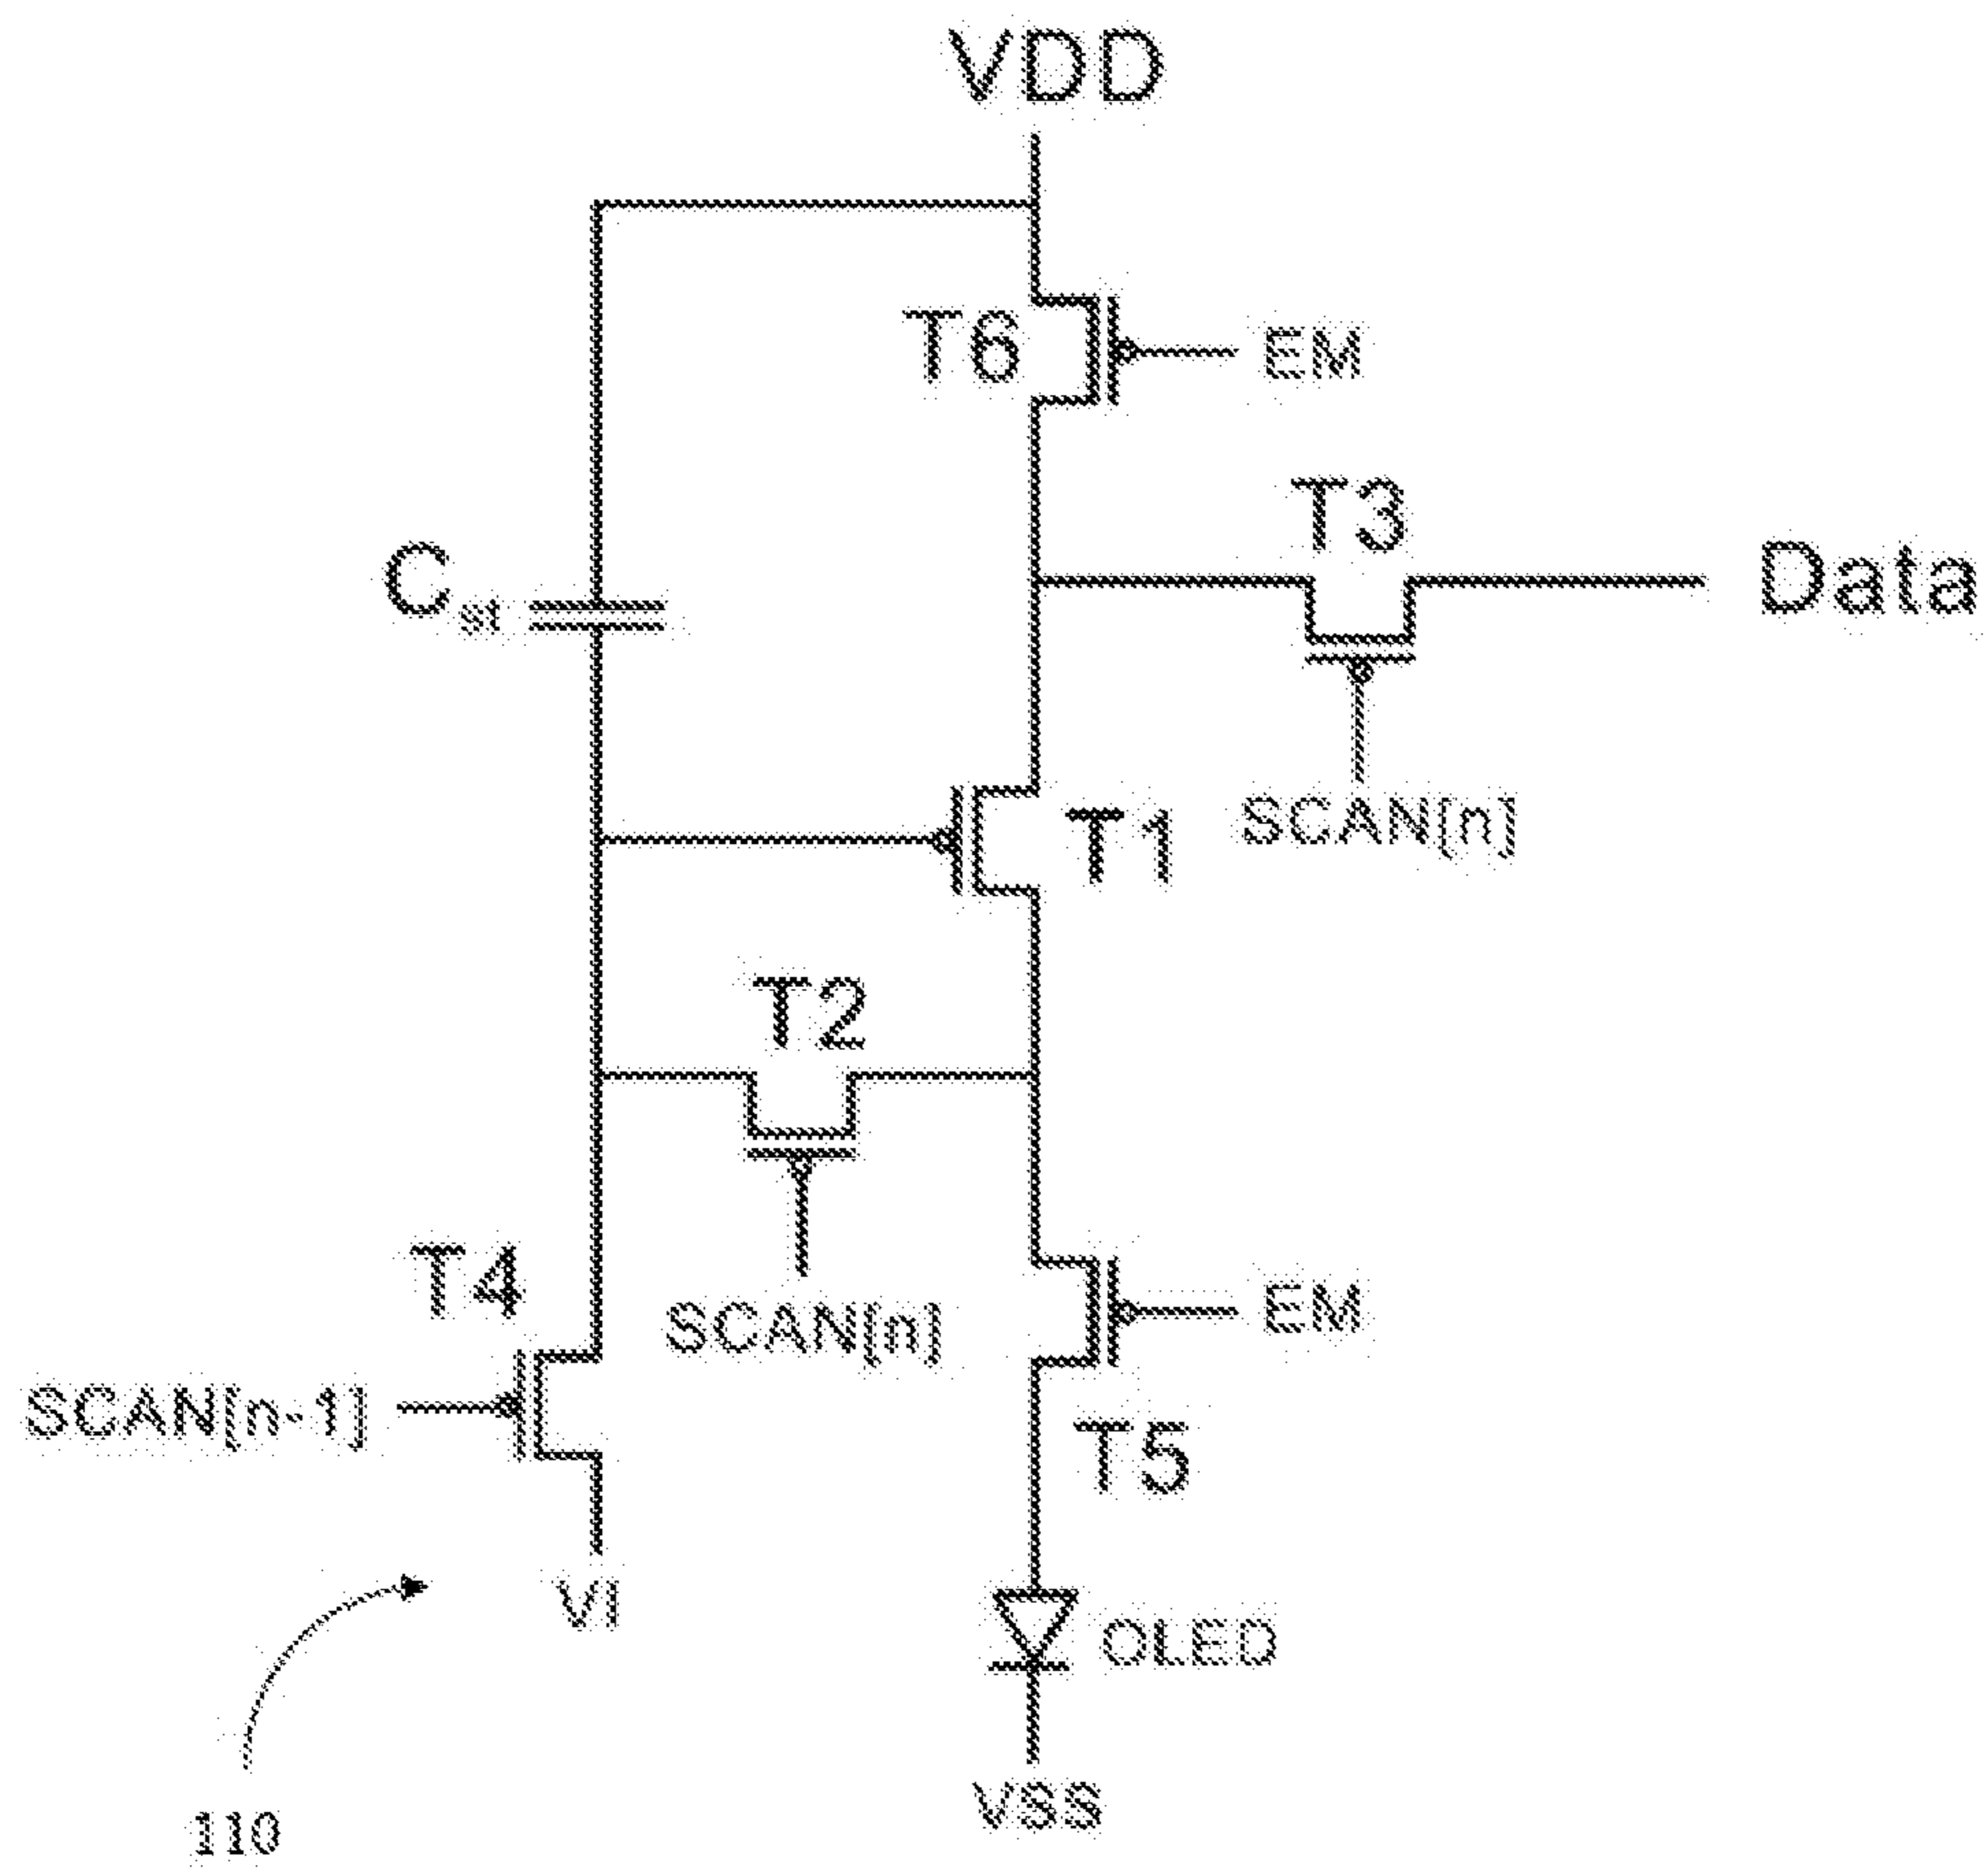 VDD
T6
EM
T3
Data
Cst
SCAN[n]
T1
T2
T4
SCAN[n]
EM
SCAN[n-1]
T5
VI
OLED
VSS
110